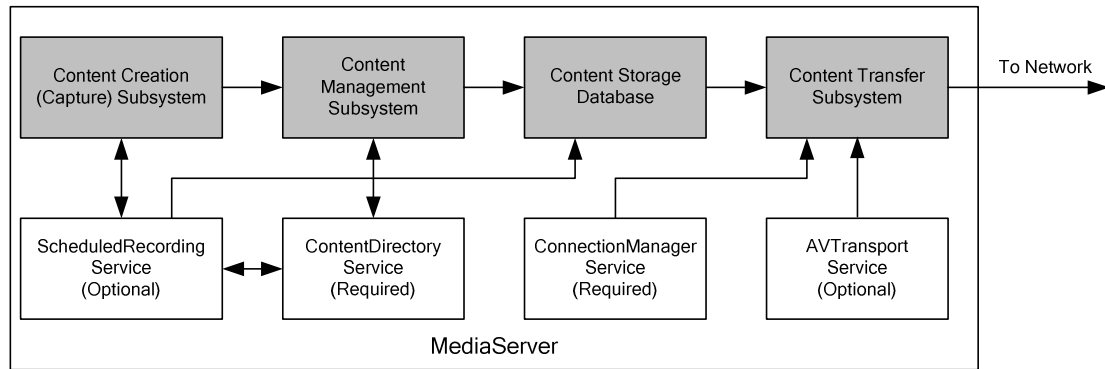 Content Creation
(Capture) Subsystem
Content
Management
Subsystem
Content Storage
Database
Content Transfer
Subsystem
To Network
ScheduledRecording
Service
(Optional)
ContentDirectory
Service
(Required)
ConnectionManager
Service
(Required)
AVTransport
Service
(Optional)
MediaServer